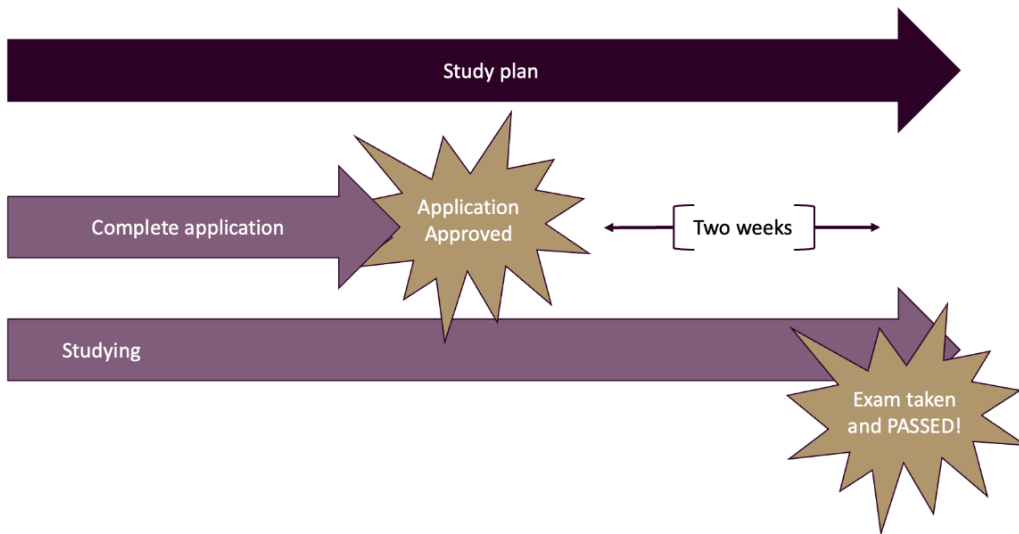 Study plan
Complete application
Application
Approved
Two weeks
Studying
Exam taken
and PASSED!